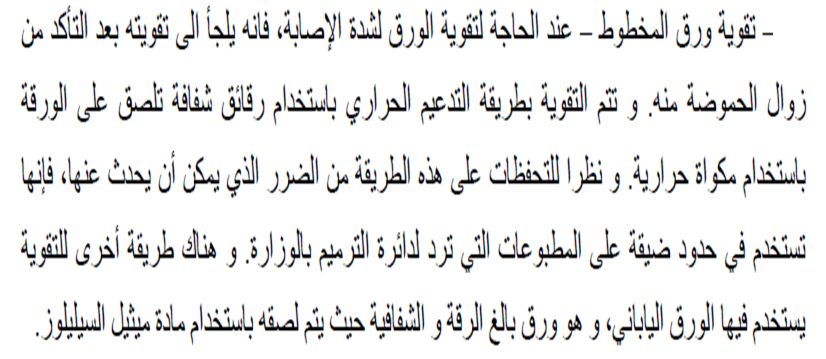 - تقوية ورق المخطوط – عند الحاجة لتقوية الورق لشدة الإصابة، فانه يلجأ الى تقويته بعد التأكد من
زوال الحموضة منه. و تتم التقوية بطريقة التدعيم الحراري باستخدام رقائق شفافة تلصق على الورقة
باستخدام مكواة حرارية. و نظرا للتحفظات على هذه الطريقة من الضرر الذي يمكن أن يحدث عنها، فإنها
تستخدم في حدود ضيقة على المطبوعات التي ترد لدائرة الترميم بالوزارة. و هناك طريقة أخرى للتقوية
يستخدم فيها الورق الياباني، و هو ورق بالغ الرقة و الشفافية حيث يتم لصقه باستخدام مادة ميثيل السيليلوز.